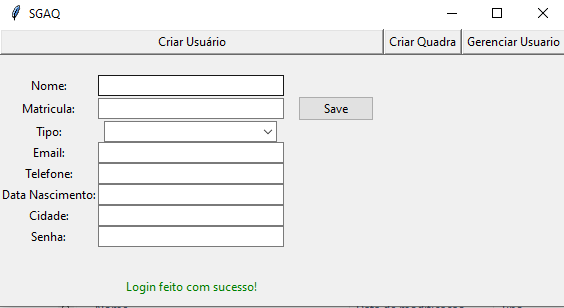 SGAQ
Criar Usuário Criar Quadra Gerenciar Usuario
Nome:
Matricula: Save
Tipo:
Email:
Telefone:
Data Nascimento:
Cidade:
Senha:
Login feito com sucesso!